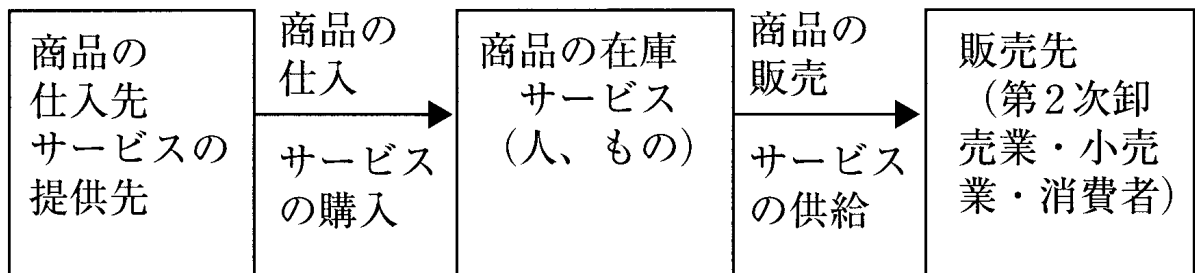 商品の
仕入先
サービスの
提供先
商品の
仕入
サービス
の購入
商品の在庫
サービス
(人、もの)
商品の
販売
サービス
の供給
販売先
(第2次卸
売業・小売
業・消費者)